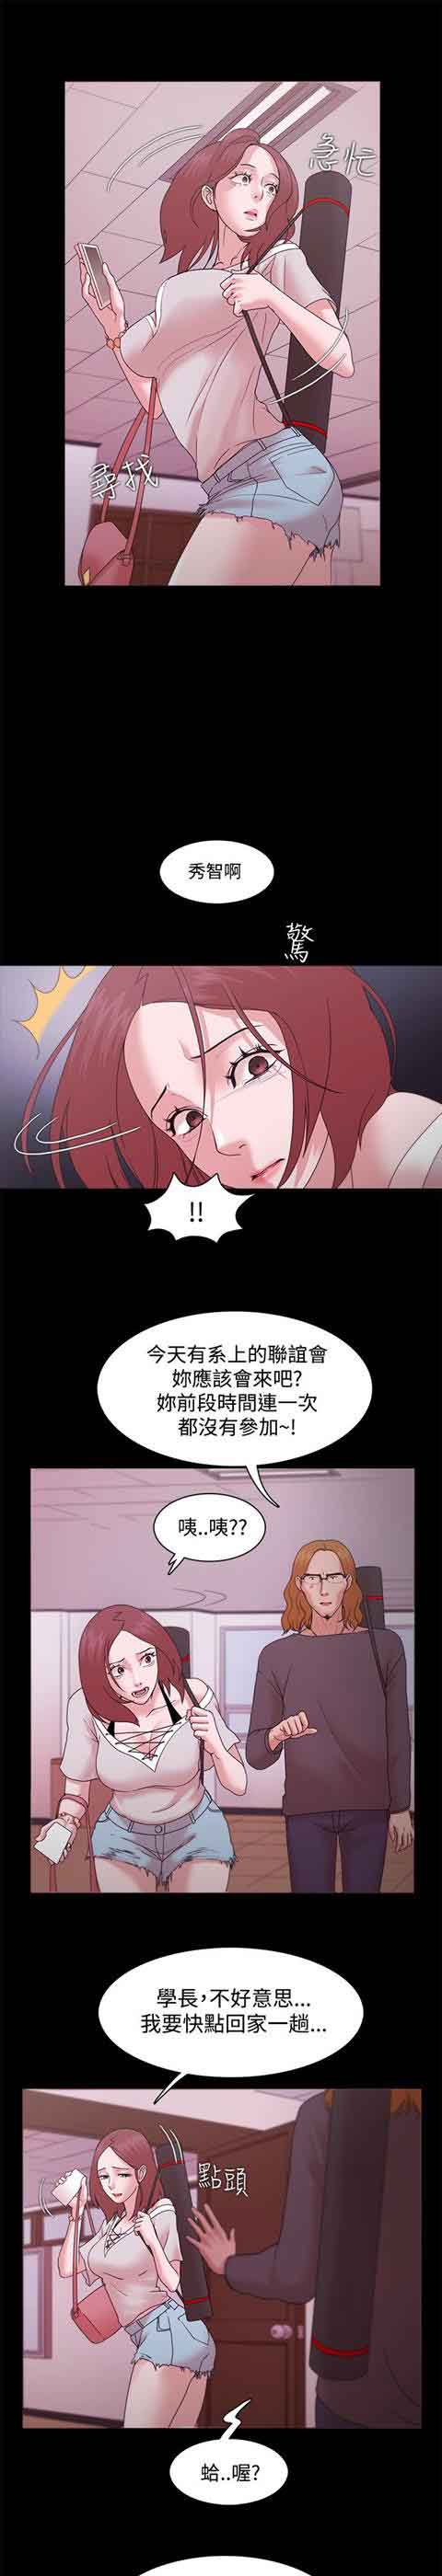 急忙
尋找
秀智啊
驚
!!
今天有系上的聯誼會
妳應該會來吧?
妳前段時間連一次
都沒有參加~!
咦..咦??
學長,不好意思...
我要快點回家一趟...
點頭
蛤..喔?